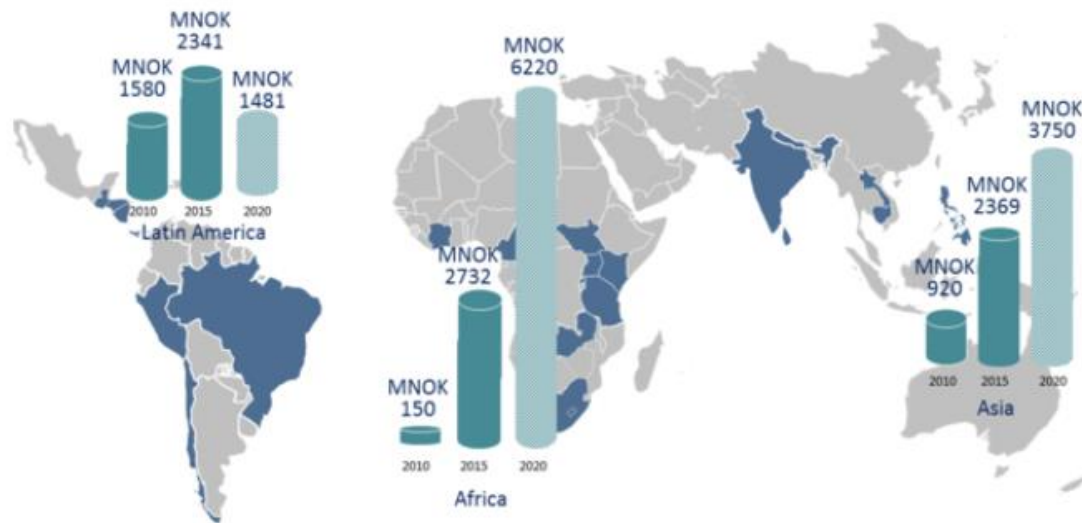 MNOK
1580
MNOK
2341
MNOK
1481
2010
2015
2020
Latin America
MNOK
150
MNOK
2732
MNOK
6220
2010
2015
2020
Africa
MNOK
920
MNOK
2369
MNOK
3750
2010
2015
2020
Asia